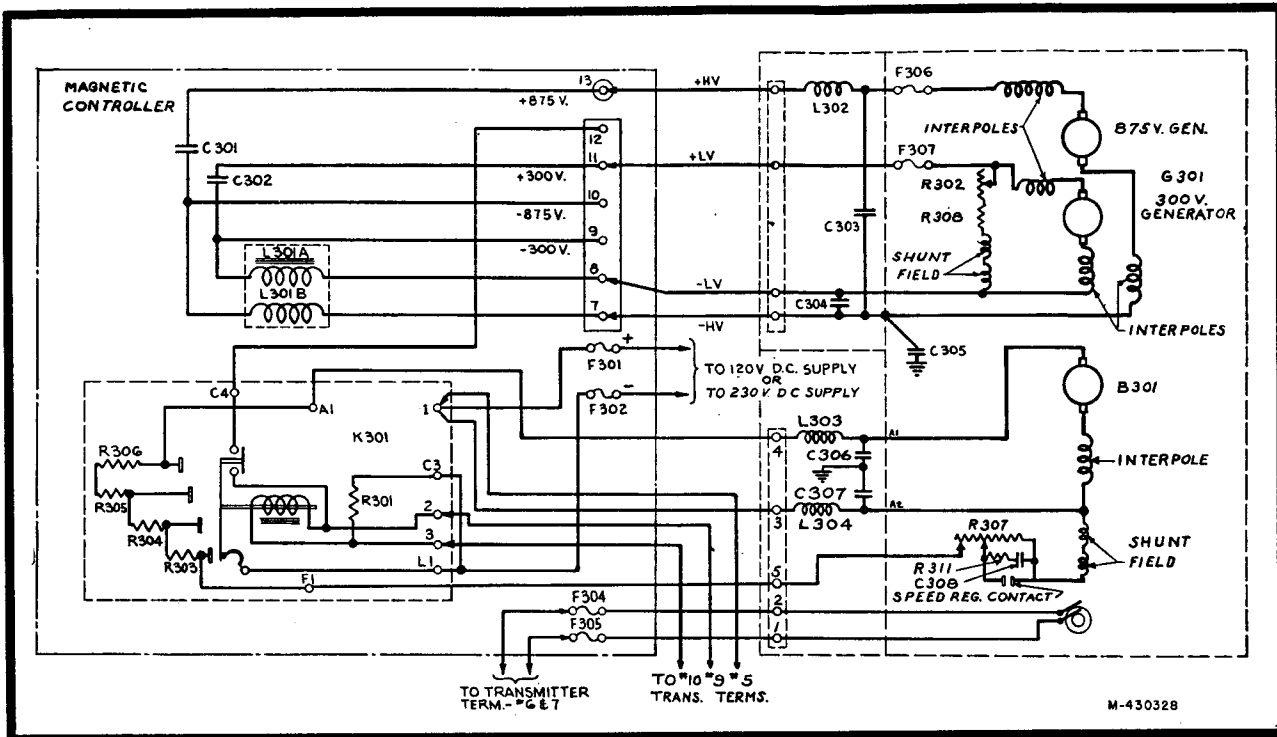 MAGNETIC
CONTROLLER
13
+875 V.
+HV
L302
F306
INTERPOLES
875 V. GEN.
C301
12
C302
11
+300 V.
+LV
F307
R302
G301
300 V.
GENERATOR
10
-875 V.
R308
C303
9
-300 V.
SHUNT
FIELD
L301A
8
-LV
C304
L301B
7
-HV
INTERPOLES
C305
F301
+
TO 120V D.C. SUPPLY
OR
TO 230 V. D C SUPPLY
F302
-
C4
A1
1
K301
B301
L303
A1
4
C306
R306
C3
INTERPOLE
R305
R301
C307
A2
2
3
L304
R304
3
R307
SHUNT
FIELD
R303
L1
R311
C308
SPEED REG. CONTACT
F1
5
F304
2
F305
1
TO TRANSMITTER
TERM.- #6 & 7
TO #10 #9 #5
TRANS. TERMS.
M-430328